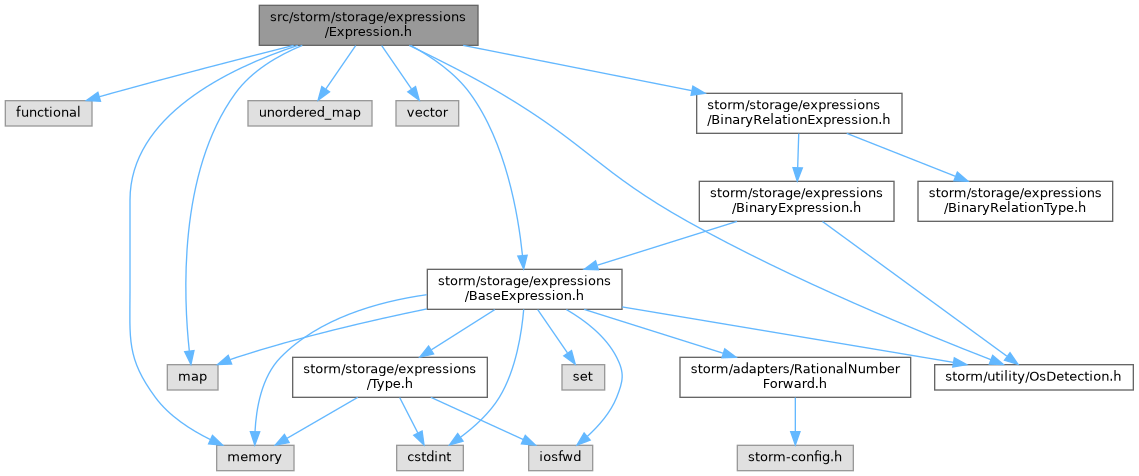 src/storm/storage/expressions
/Expression.h
functional
unordered_map
vector
storm/storage/expressions
/BinaryRelationExpression.h
storm/storage/expressions
/BinaryExpression.h
storm/storage/expressions
/BinaryRelationType.h
storm/storage/expressions
/BaseExpression.h
map
storm/storage/expressions
/Type.h
set
storm/adapters/RationalNumber
Forward.h
storm/utility/OsDetection.h
memory
cstdint
iosfwd
storm-config.h